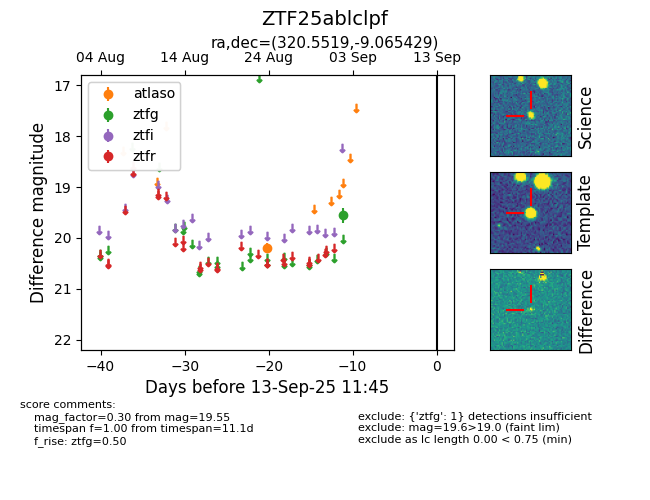 ZTF25ablclpf
ra,dec=(320.5519,-9.065429)
04 Aug 14 Aug 24 Aug 03 Sep 13 Sep
17
18
19
20
21
22
Difference magnitude
atlaso
ztfg
ztfi
ztfr
−40 −30 −20 −10 0
Days before 13-Sep-25 11:45
Science
Template
Difference
score comments:
mag_factor=0.30 from mag=19.55
timespan f=1.00 from timespan=11.1d
f_rise: ztfg=0.50
exclude: {'ztfg': 1} detections insufficient
exclude: mag=19.6>19.0 (faint lim)
exclude as lc length 0.00 < 0.75 (min)